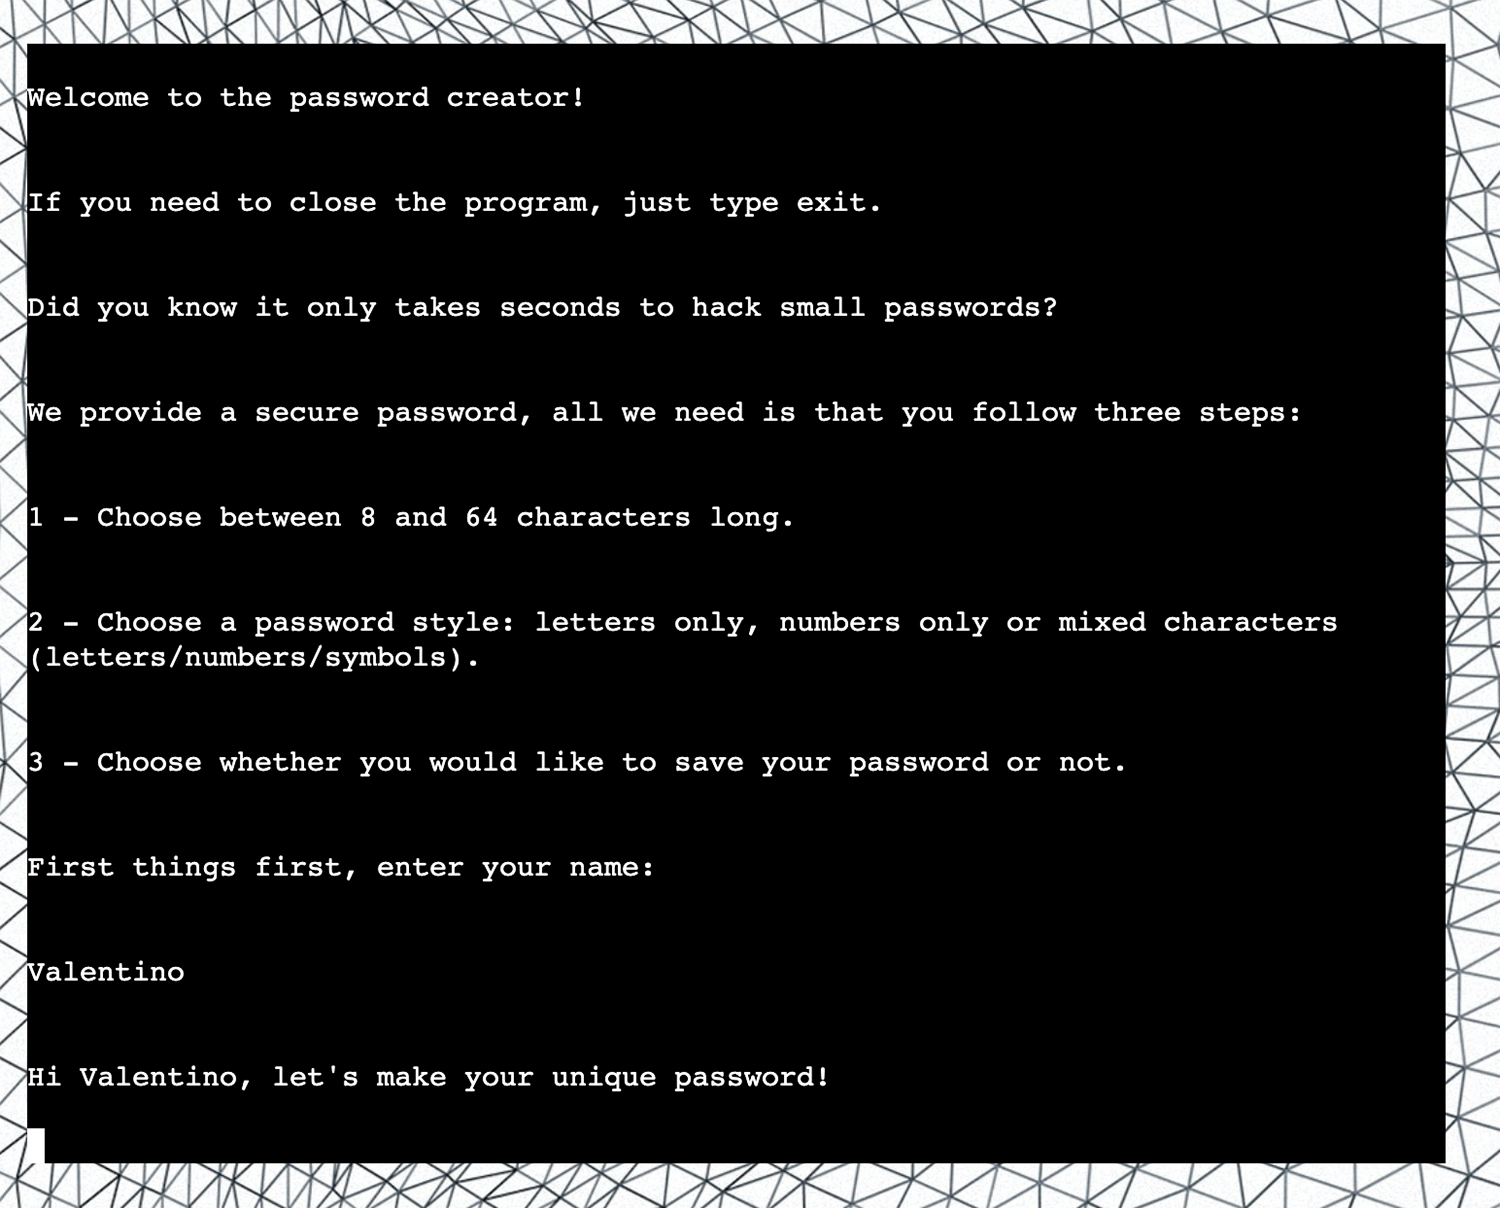 Welcome to the password creator!
If you need to close the program, just type exit.
Did you know it only takes seconds to hack small passwords?
We provide a secure password, all we need is that you follow three steps:
1 - Choose between 8 and 64 characters long.
2 - Choose a password style: letters only, numbers only or mixed characters
(letters/numbers/symbols).
3 - Choose whether you would like to save your password or not.
First things first, enter your name:
Valentino
Hi Valentino, let's make your unique password!